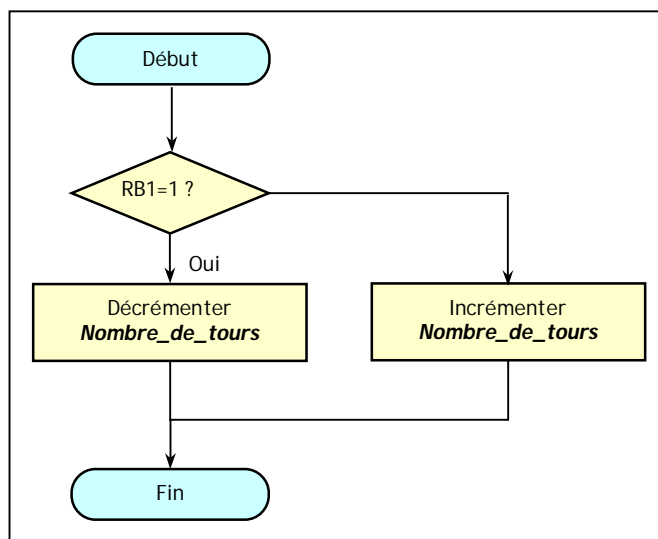 Début
RB1=1 ?
Oui
Décrémenter
Nombre_de_tours
Incrémenter
Nombre_de_tours
Fin